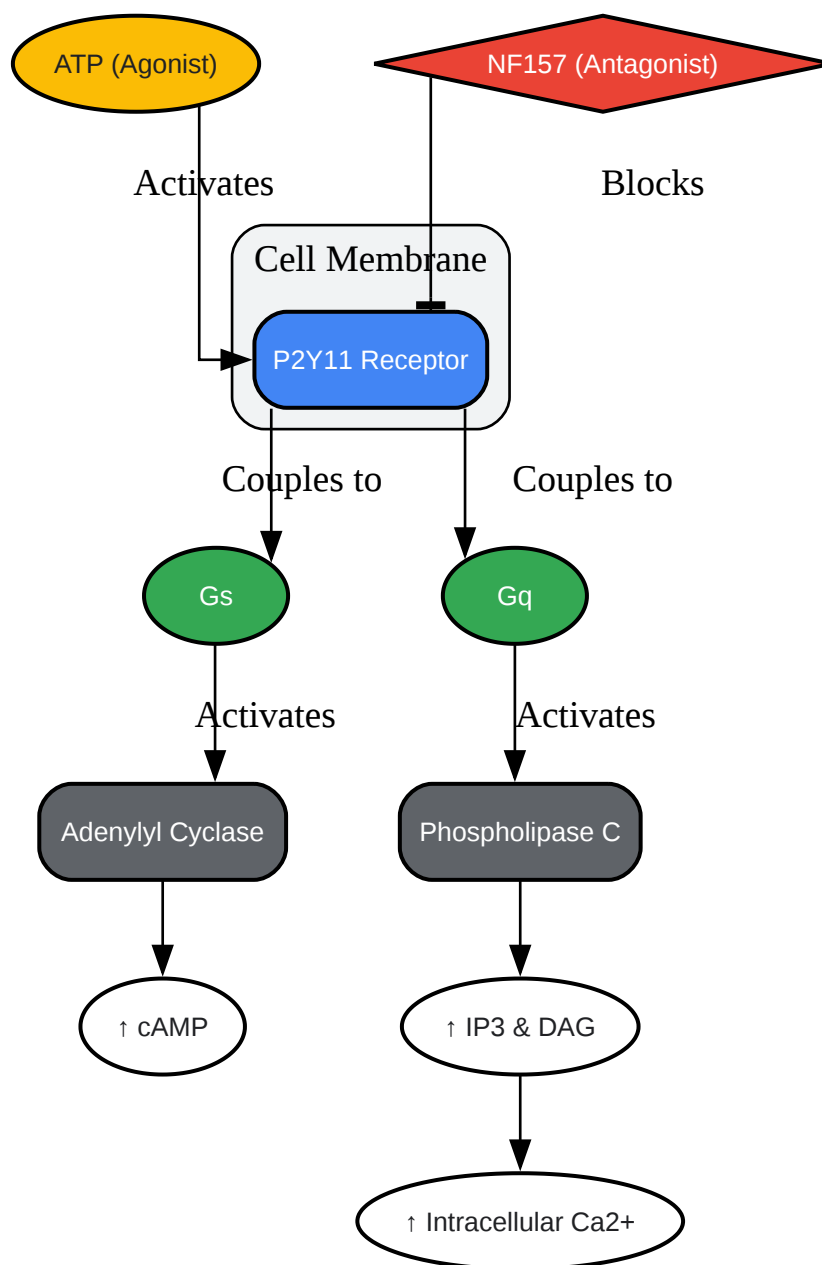 ATP (Agonist)
NF157 (Antagonist)
Activates
Blocks
Cell Membrane
P2Y11 Receptor
Couples to
Couples to
Gs
Gq
Activates
Activates
Adenylyl Cyclase
Phospholipase C
↑ cAMP
↑ IP3 & DAG
↑ Intracellular Ca2+